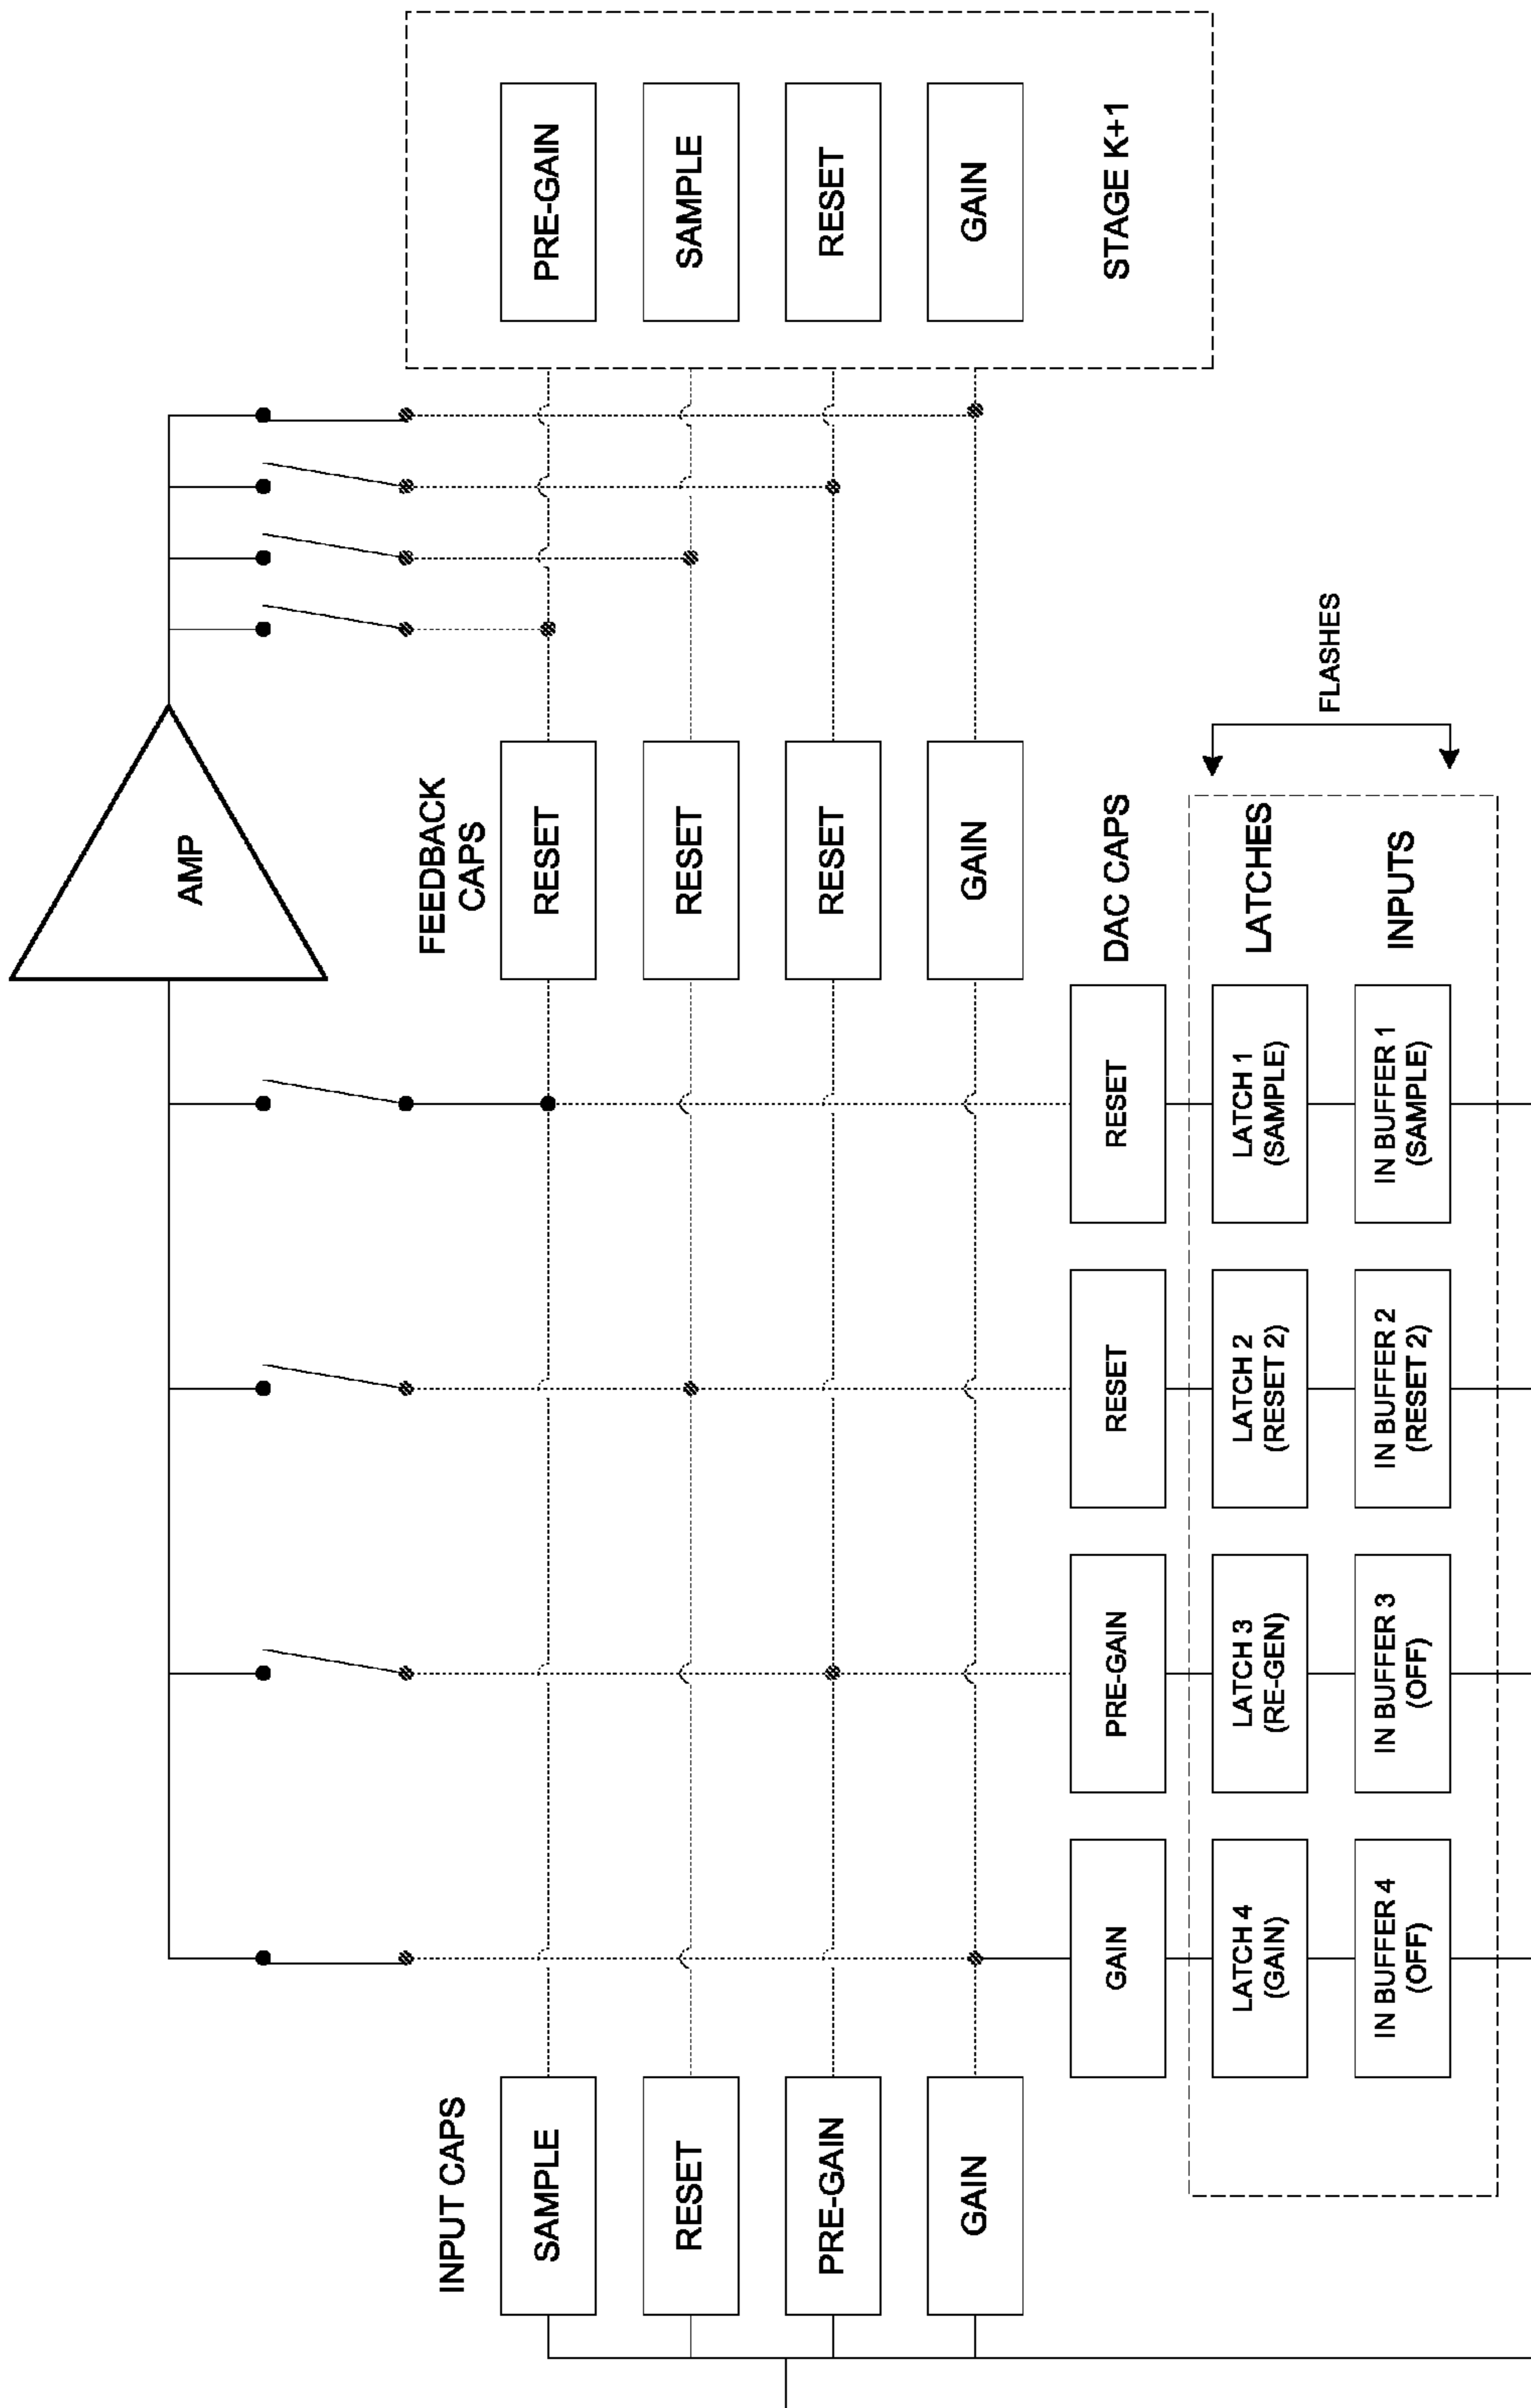 AMP
INPUT CAPS
FEEDBACK
CAPS
SAMPLE
RESET
PRE-GAIN
RESET
RESET
SAMPLE
PRE-GAIN
RESET
RESET
GAIN
GAIN
GAIN
STAGE K+1
GAIN
PRE-GAIN
RESET
RESET
DAC CAPS
LATCH 4
(GAIN)
LATCH 3
(RE-GEN)
LATCH 2
(RESET 2)
LATCH 1
(SAMPLE)
LATCHES
IN BUFFER 4
(OFF)
IN BUFFER 3
(OFF)
IN BUFFER 2
(RESET 2)
IN BUFFER 1
(SAMPLE)
INPUTS
FLASHES